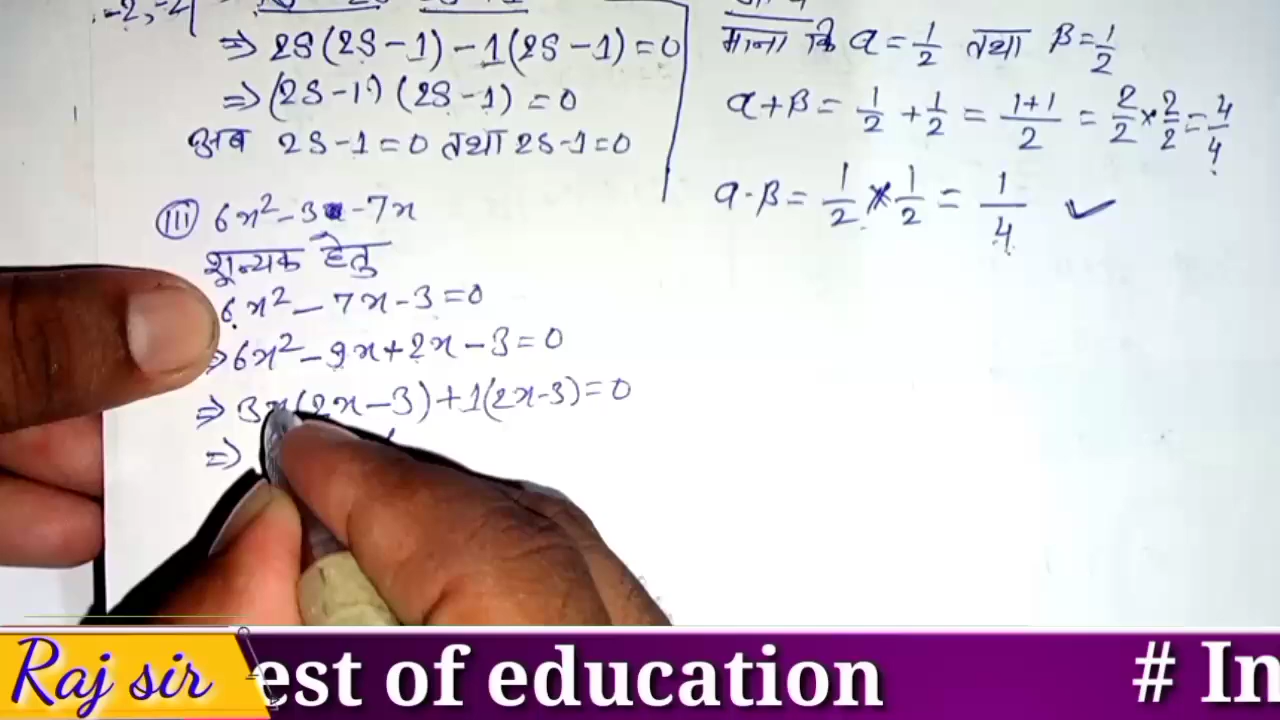 -2, -4
⇒ 2S(2S-1)-1(2S-1)=0
⇒ (2S-1)(2S-1)=0
अब 2S-1=0 तथा 2S-1=0
(III) 6x²-3-7x
शून्यक हेतु
6x²-7x-3=0
⇒ 6x²-9x+2x-3=0
⇒ 3x(2x-3)+1(2x-3)=0
⇒
माना कि α=1/2 तथा β=1/2
α+β=1/2+1/2=1+1/2=2/2×2/2=4/4
α·β=1/2×1/2=1/4 ✓
Raj sir
est of education
# In